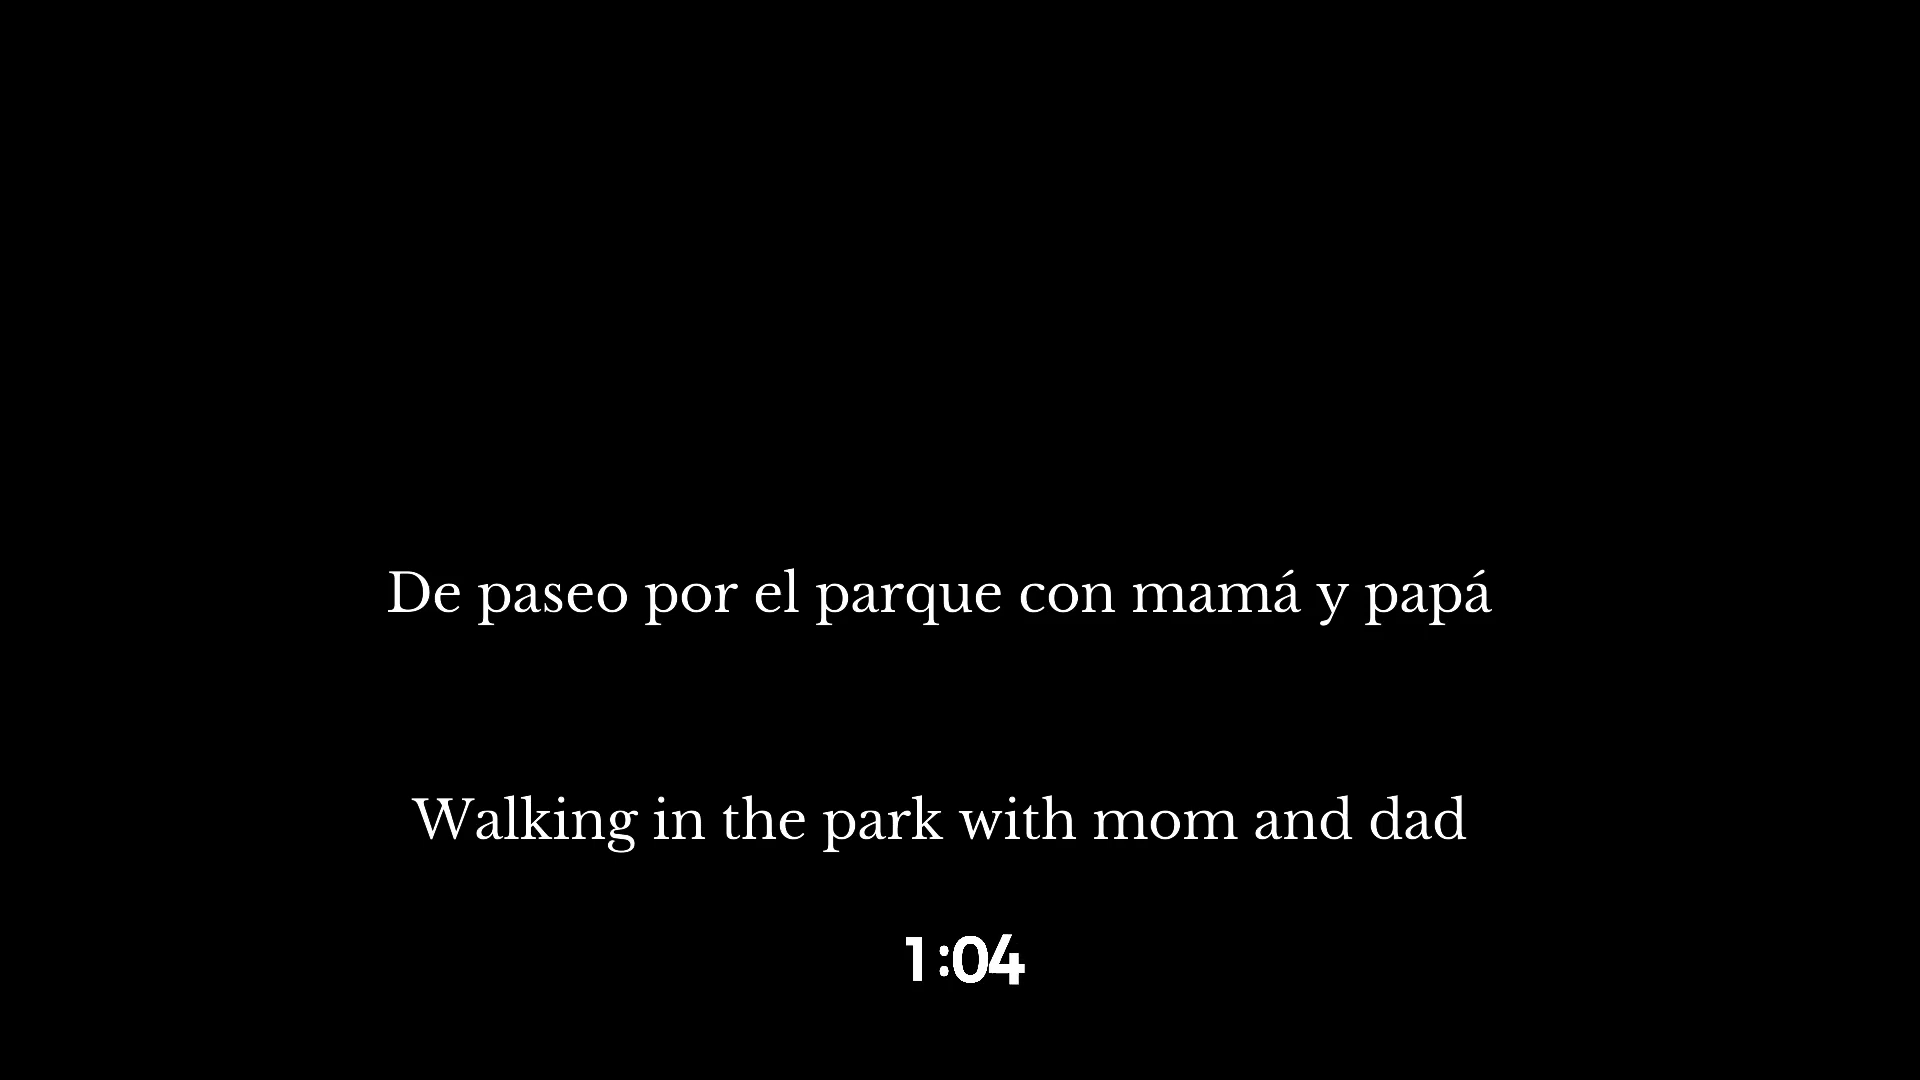 De paseo por el parque con mamá y papá
Walking in the park with mom and dad
1:04